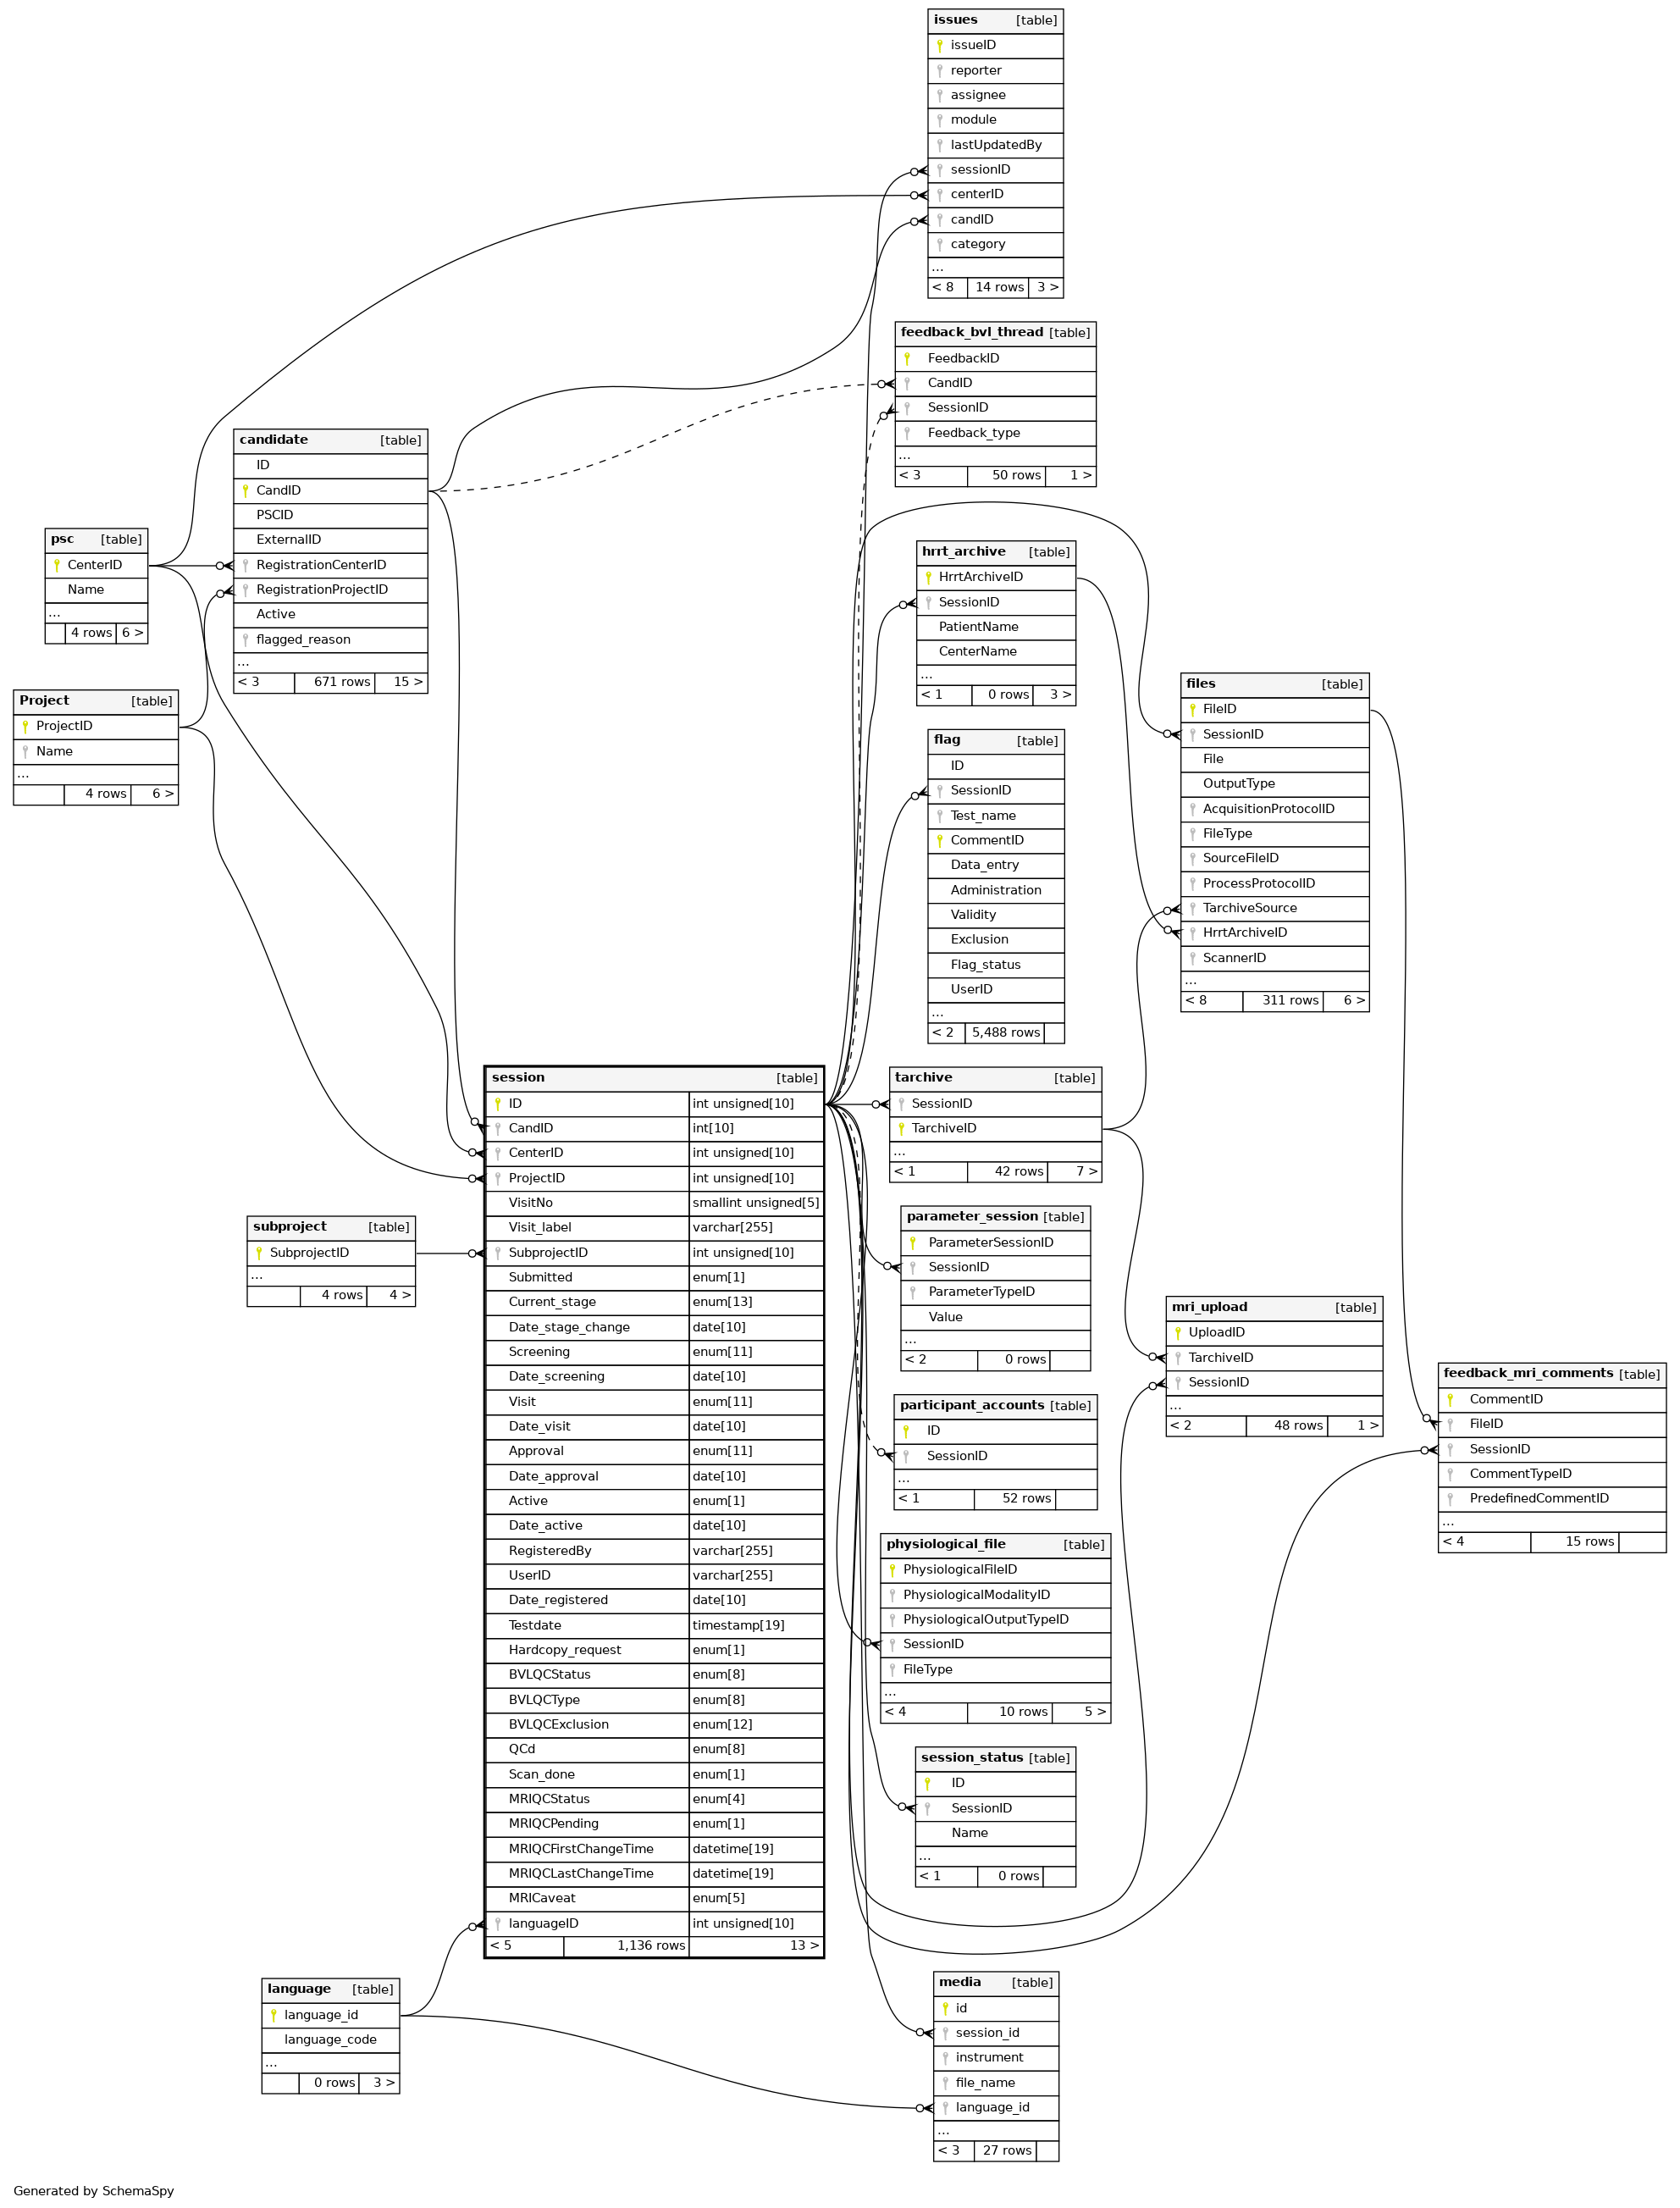 issues [table]
issueID
reporter
assignee
module
lastUpdatedBy
sessionID
centerID
candID
category
...
< 8 14 rows 3 >
feedback_bvl_thread [table]
FeedbackID
CandID
SessionID
Feedback_type
...
< 3 50 rows 1 >
candidate [table]
ID
CandID
PSCID
ExternalID
RegistrationCenterID
RegistrationProjectID
Active
flagged_reason
...
< 3 671 rows 15 >
psc [table]
CenterID
Name
...
4 rows 6 >
Project [table]
ProjectID
Name
...
4 rows 6 >
hrrt_archive [table]
HrrtArchiveID
SessionID
PatientName
CenterName
...
< 1 0 rows 3 >
files [table]
FileID
SessionID
File
OutputType
AcquisitionProtocolID
FileType
SourceFileID
ProcessProtocolID
TarchiveSource
HrrtArchiveID
ScannerID
...
< 8 311 rows 6 >
flag [table]
ID
SessionID
Test_name
CommentID
Data_entry
Administration
Validity
Exclusion
Flag_status
UserID
...
< 2 5,488 rows
session [table]
ID int unsigned[10]
CandID int[10]
CenterID int unsigned[10]
ProjectID int unsigned[10]
VisitNo smallint unsigned[5]
Visit_label varchar[255]
SubprojectID int unsigned[10]
Submitted enum[1]
Current_stage enum[13]
Date_stage_change date[10]
Screening enum[11]
Date_screening date[10]
Visit enum[11]
Date_visit date[10]
Approval enum[11]
Date_approval date[10]
Active enum[1]
Date_active date[10]
RegisteredBy varchar[255]
UserID varchar[255]
Date_registered date[10]
Testdate timestamp[19]
Hardcopy_request enum[1]
BVLQCStatus enum[8]
BVLQCType enum[8]
BVLQCExclusion enum[12]
QCd enum[8]
Scan_done enum[1]
MRIQCStatus enum[4]
MRIQCPending enum[1]
MRIQCFirstChangeTime datetime[19]
MRIQCLastChangeTime datetime[19]
MRICaveat enum[5]
languageID int unsigned[10]
< 5 1,136 rows 13 >
tarchive [table]
SessionID
TarchiveID
...
< 1 42 rows 7 >
subproject [table]
SubprojectID
...
4 rows 4 >
parameter_session [table]
ParameterSessionID
SessionID
ParameterTypeID
Value
...
< 2 0 rows
mri_upload [table]
UploadID
TarchiveID
SessionID
...
< 2 48 rows 1 >
feedback_mri_comments [table]
CommentID
FileID
SessionID
CommentTypeID
PredefinedCommentID
...
< 4 15 rows
participant_accounts [table]
ID
SessionID
...
< 1 52 rows
physiological_file [table]
PhysiologicalFileID
PhysiologicalModalityID
PhysiologicalOutputTypeID
SessionID
FileType
...
< 4 10 rows 5 >
session_status [table]
ID
SessionID
Name
...
< 1 0 rows
language [table]
language_id
language_code
...
0 rows 3 >
media [table]
id
session_id
instrument
file_name
language_id
...
< 3 27 rows
Generated by SchemaSpy